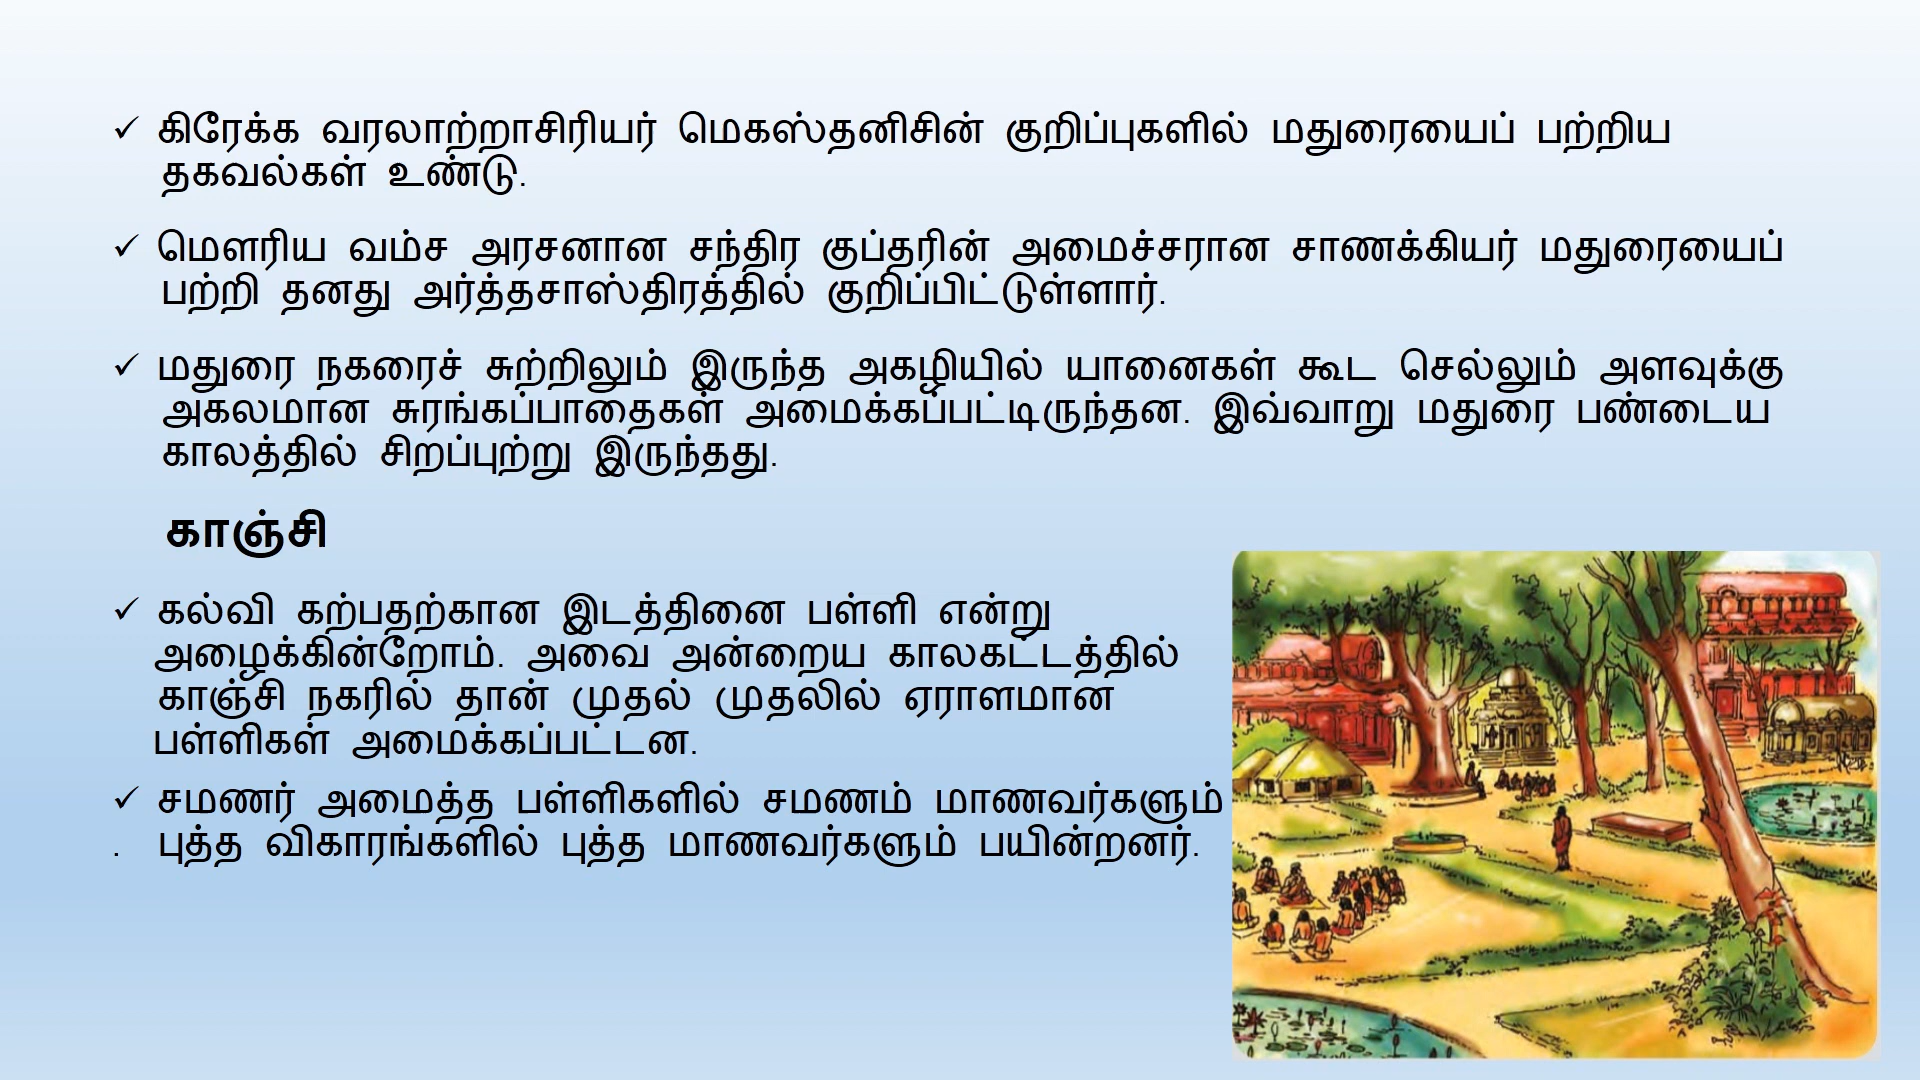 ✓ கிரேக்க வரலாற்றாசிரியர் மெகஸ்தனிசின் குறிப்புகளில் மதுரையைப் பற்றிய
தகவல்கள் உண்டு.
✓ மௌரிய வம்ச அரசனான சந்திர குப்தரின் அமைச்சரான சாணக்கியர் மதுரையைப்
பற்றி தனது அர்த்தசாஸ்திரத்தில் குறிப்பிட்டுள்ளார்.
✓ மதுரை நகரைச் சுற்றிலும் இருந்த அகழியில் யானைகள் கூட செல்லும் அளவுக்கு
அகலமான சுரங்கப்பாதைகள் அமைக்கப்பட்டிருந்தன. இவ்வாறு மதுரை பண்டைய
காலத்தில் சிறப்புற்று இருந்தது.
காஞ்சி
✓ கல்வி கற்பதற்கான இடத்தினை பள்ளி என்று
அழைக்கின்றோம். அவை அன்றைய காலகட்டத்தில்
காஞ்சி நகரில் தான் முதல் முதலில் ஏராளமான
பள்ளிகள் அமைக்கப்பட்டன.
✓ சமணர் அமைத்த பள்ளிகளில் சமணம் மாணவர்களும்
. புத்த விகாரங்களில் புத்த மாணவர்களும் பயின்றனர்.